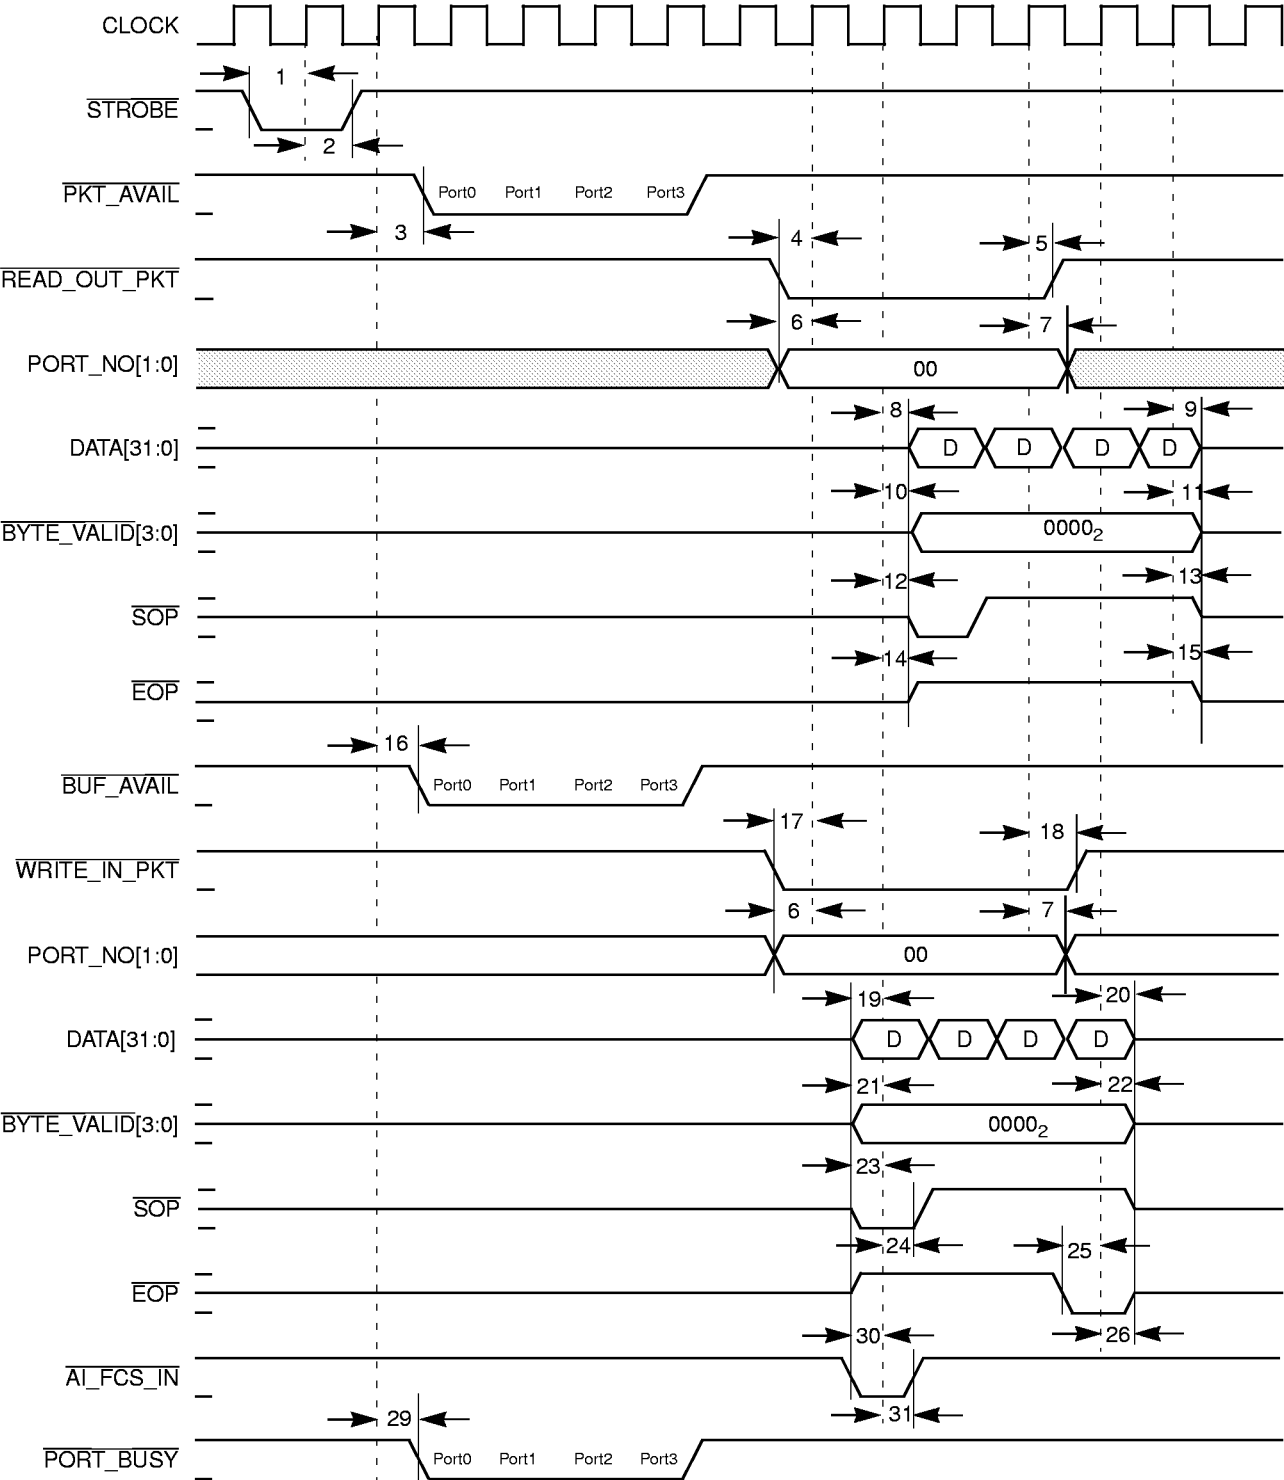 CLOCK
1
STROBE
2
PKT_AVAIL Port0 Port1 Port2 Port3
3 4 5
READ_OUT_PKT
6 7
PORT_NO[1:0] 00
8 9
DATA[31:0] D D D D
10 11
BYTE_VALID[3:0] 0000₂
12 13
SOP
14 15
EOP
16
BUF_AVAIL Port0 Port1 Port2 Port3
17 18
WRITE_IN_PKT
6 7
PORT_NO[1:0] 00
19 20
DATA[31:0] D D D D
21 22
BYTE_VALID[3:0] 0000₂
23
SOP
24 25
EOP
30 26
AI_FCS_IN
29 31
PORT_BUSY Port0 Port1 Port2 Port3